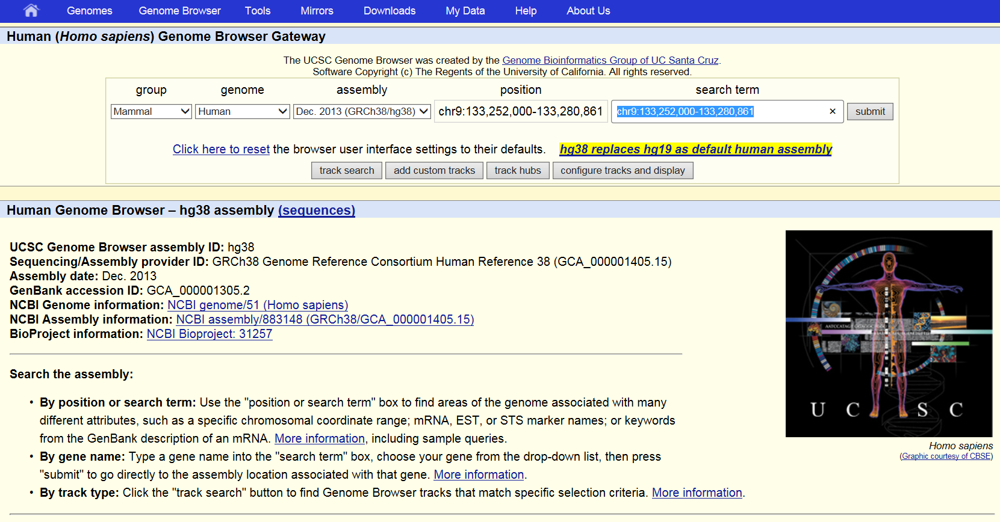 Genomes Genome Browser Tools Mirrors Downloads My Data Help About Us
Human (Homo sapiens) Genome Browser Gateway
The UCSC Genome Browser was created by the Genome Bioinformatics Group of UC Santa Cruz.
Software Copyright (c) The Regents of the University of California. All rights reserved.
group genome assembly position search term
Mammal Human Dec. 2013 (GRCh38/hg38) chr9:133,252,000-133,280,861 chr9:133,252,000-133,280,861 × submit
Click here to reset the browser user interface settings to their defaults. hg38 replaces hg19 as default human assembly
track search add custom tracks track hubs configure tracks and display
Human Genome Browser – hg38 assembly (sequences)
UCSC Genome Browser assembly ID: hg38
Sequencing/Assembly provider ID: GRCh38 Genome Reference Consortium Human Reference 38 (GCA_000001405.15)
Assembly date: Dec. 2013
GenBank accession ID: GCA_000001305.2
NCBI Genome information: NCBI genome/51 (Homo sapiens)
NCBI Assembly information: NCBI assembly/883148 (GRCh38/GCA_000001405.15)
BioProject information: NCBI Bioproject: 31257
Search the assembly:
• By position or search term: Use the "position or search term" box to find areas of the genome associated with many
different attributes, such as a specific chromosomal coordinate range; mRNA, EST, or STS marker names; or keywords
from the GenBank description of an mRNA. More information, including sample queries.
• By gene name: Type a gene name into the "search term" box, choose your gene from the drop-down list, then press
"submit" to go directly to the assembly location associated with that gene. More information.
• By track type: Click the "track search" button to find Genome Browser tracks that match specific selection criteria. More information.
U C S C
Homo sapiens
(Graphic courtesy of CBSE)